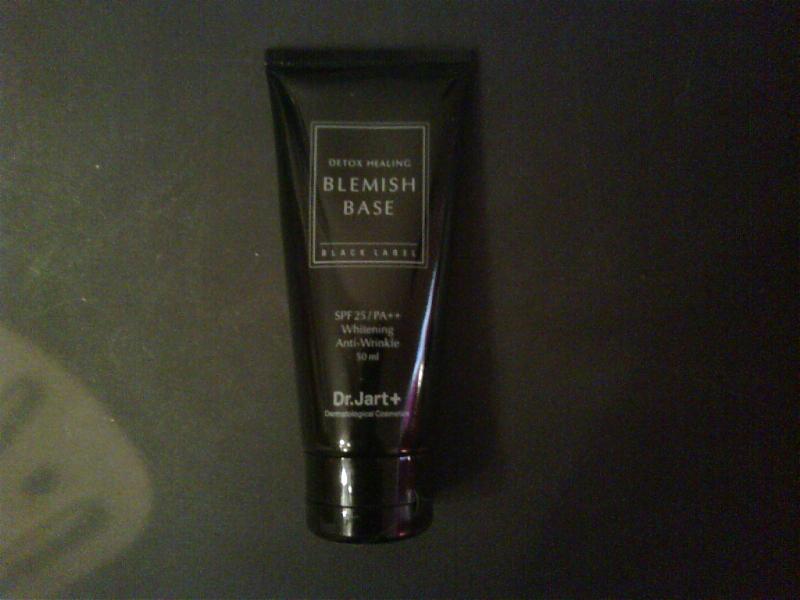 DETOX HEALING
BLEMISH
BASE
BLACK LABEL
SPF 25 / PA++
Whitening
Anti-Wrinkle
50 ml
Dr.Jart+
Dermatological Cosmetics